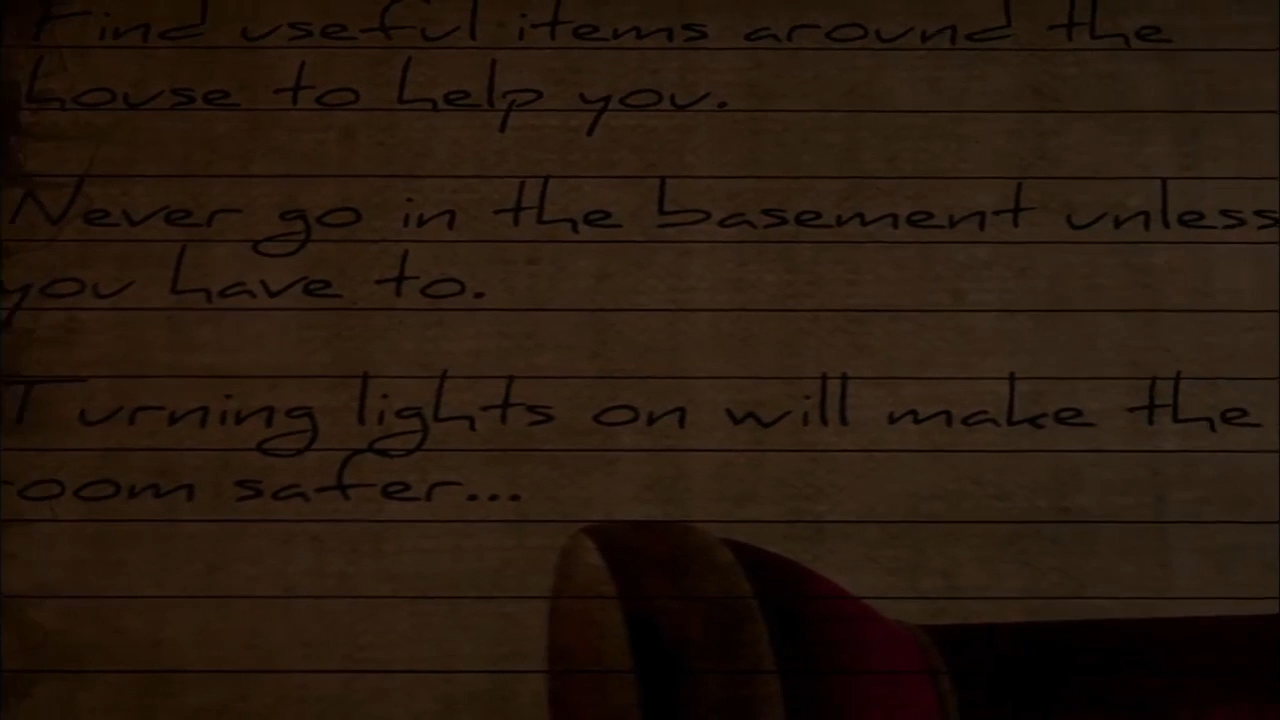 Find useful items around the
house to help you.
Never go in the basement unless
you have to.
Turning lights on will make the
room safer...